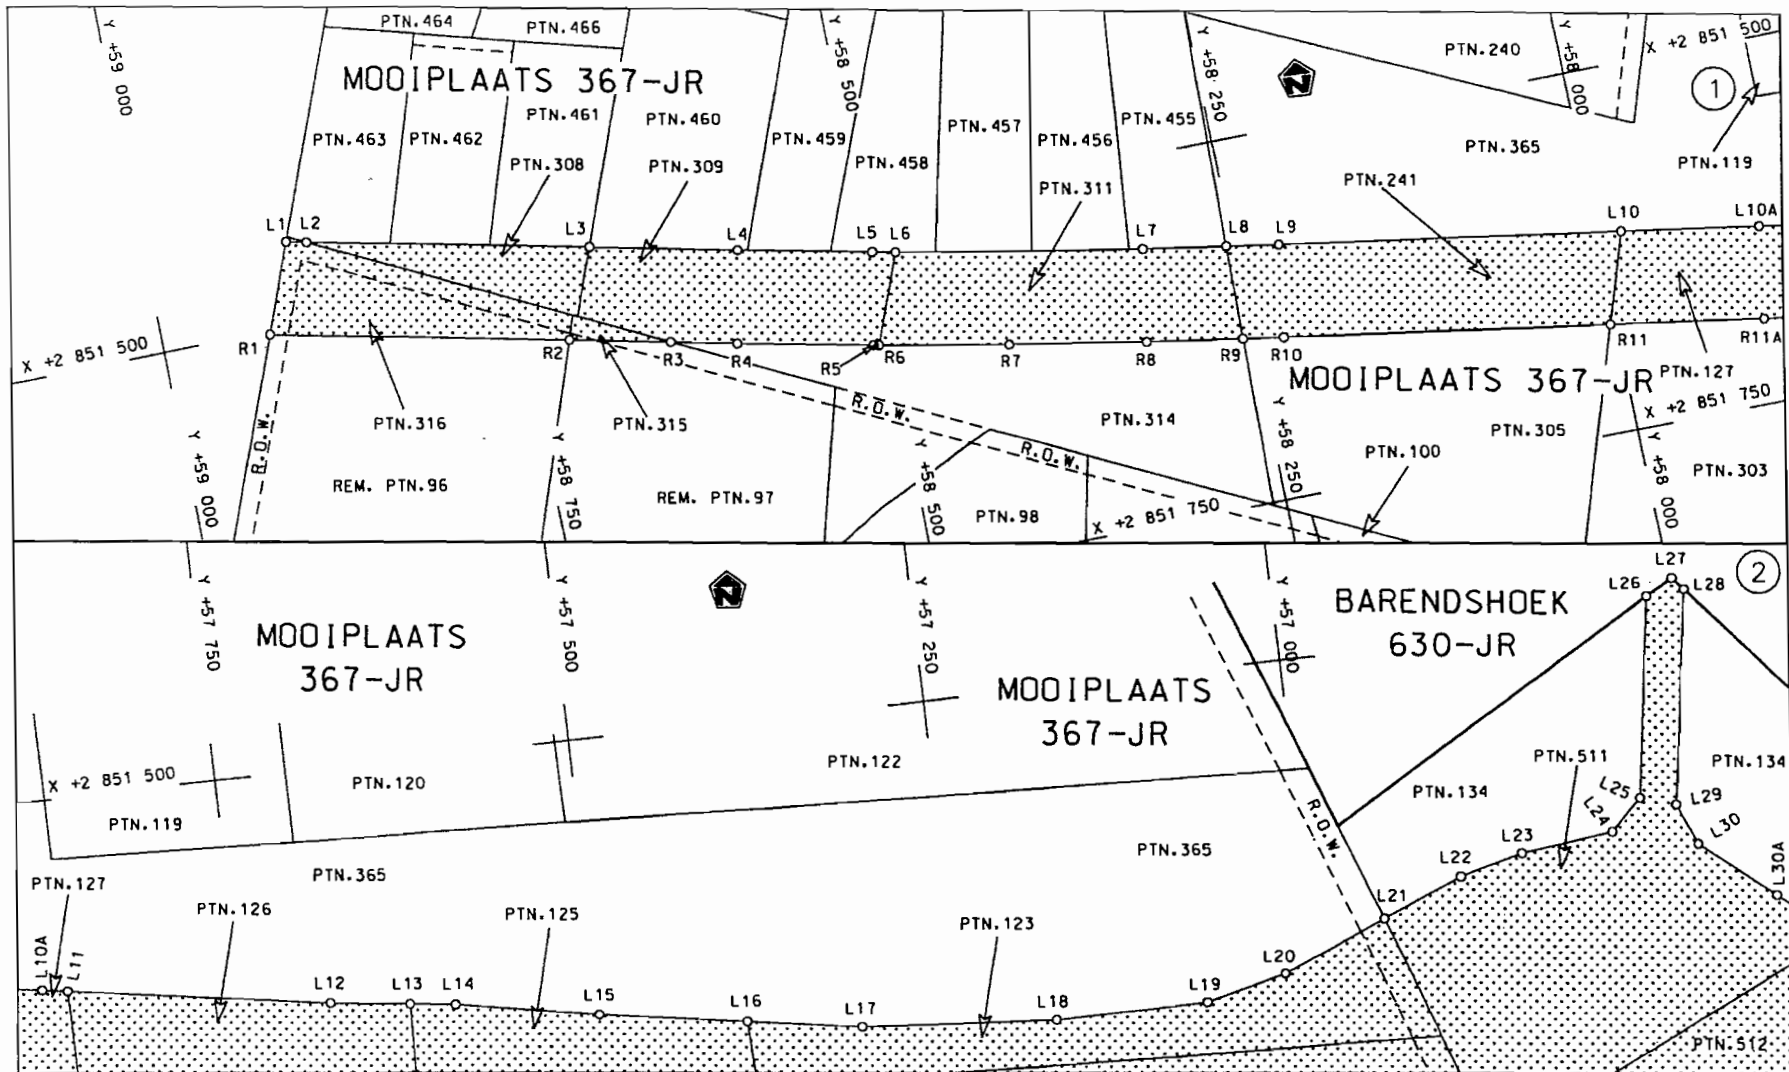 PTN.464
PTN.466
Y +59 000
Y +58 500
Y +58 250
PTN.240
Y +58 000
X +2 851 500
1
MOOIPLAATS 367-JR
N
PTN.463
PTN.462
PTN.461
PTN.460
PTN.459
PTN.458
PTN.457
PTN.456
PTN.455
PTN.365
PTN.119
PTN.308
PTN.309
PTN.311
PTN.241
L1
L2
L3
L4
L5
L6
L7
L8
L9
L10
L10A
R1
R2
R3
R4
R5
R6
R7
R8
R9
R10
R11
R11A
X +2 851 500
MOOIPLAATS 367-JR
PTN.127
X +2 851 750
R.O.W.
PTN.316
PTN.315
R.O.W.
PTN.314
PTN.305
R.O.W.
PTN.100
PTN.303
REM. PTN.96
REM. PTN.97
PTN.98
Y +59 000
Y +58 750
Y +58 500
X +2 851 750
Y +58 250
Y +58 000
Y +57 750
Y +57 500
Y +57 250
Y +57 000
N
2
MOOIPLAATS
367-JR
MOOIPLAATS
367-JR
BARENDSHOEK
630-JR
L26
L27
L28
X +2 851 500
PTN.119
PTN.120
PTN.122
PTN.511
PTN.134
PTN.134
R.O.W.
L25
L24
L29
L30
L30A
L23
L22
L21
PTN.365
PTN.365
PTN.127
PTN.126
PTN.125
PTN.123
L10A
L11
L12
L13
L14
L15
L16
L17
L18
L19
L20
PTN.512